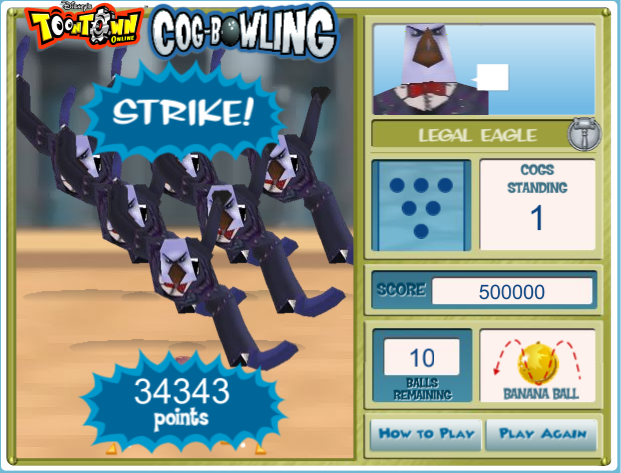 Disney's
TOONTOWN
ONLINE
COG-BOWLING
STRIKE!
34343
points
LEGAL EAGLE
COGS
STANDING
1
SCORE
500000
10
BALLS
REMAINING
BANANA BALL
HOW TO PLAY
PLAY AGAIN